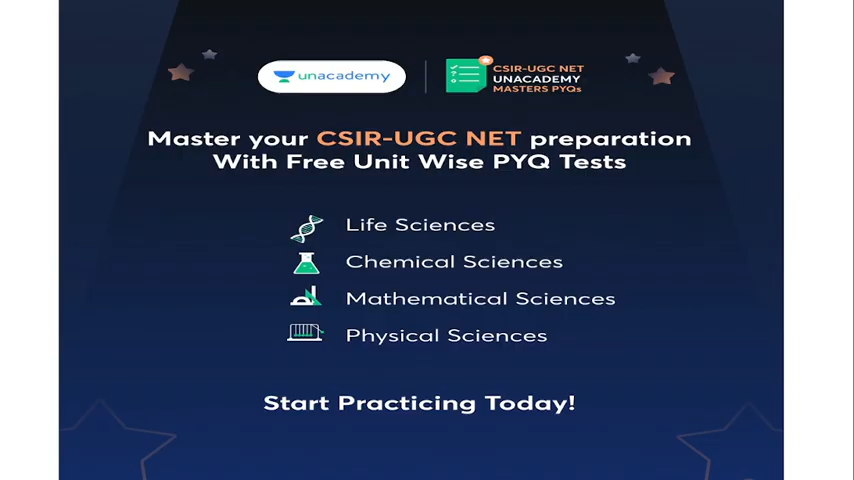 unacademy
CSIR-UGC NET
UNACADEMY
MASTERS PYQs
Master your CSIR-UGC NET preparation
With Free Unit Wise PYQ Tests
Life Sciences
Chemical Sciences
Mathematical Sciences
Physical Sciences
Start Practicing Today!